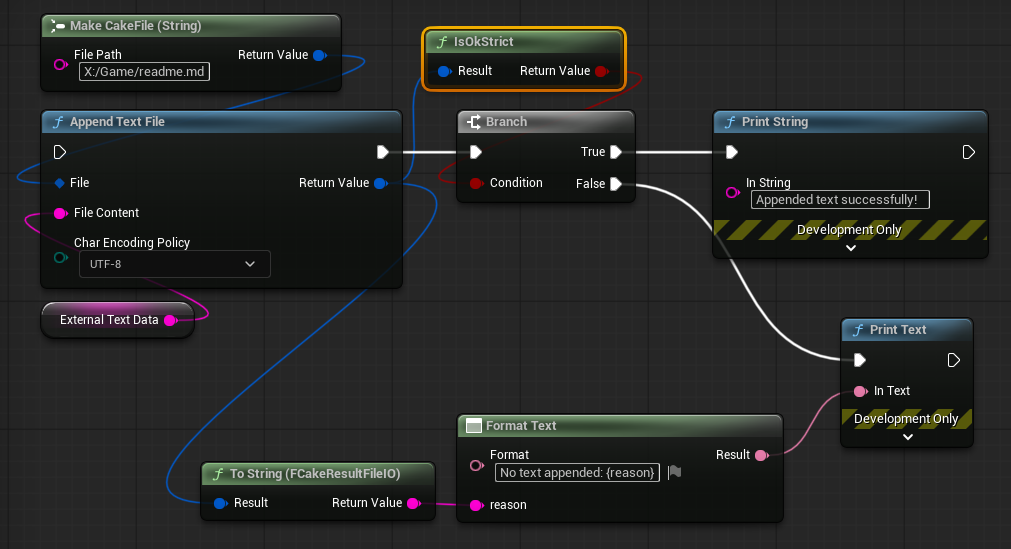 Make CakeFile (String)
File Path
Return Value
X:/Game/readme.md
IsOkStrict
Result
Return Value
Append Text File
File
Return Value
File Content
Char Encoding Policy
UTF-8
External Text Data
Branch
True
Condition
False
Print String
In String
Appended text successfully!
Development Only
Print Text
In Text
Development Only
Format Text
Format
Result
No text appended: {reason}
reason
To String (FCakeResultFileIO)
Result
Return Value